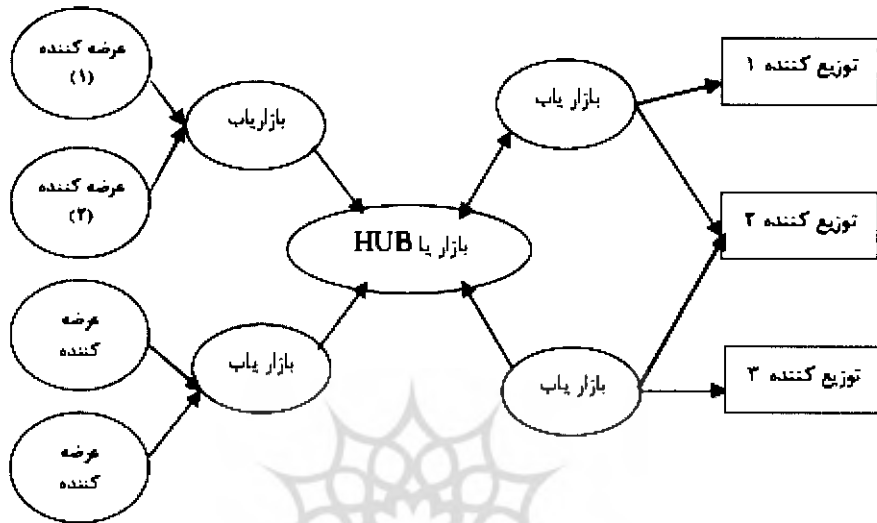 عرضه کننده
(۱)
بازاریاب
بازار یاب
توزیع کننده ۱
عرضه کننده
(۲)
بازار یا HUB
توزیع کننده ۲
عرضه
کننده
بازار یاب
بازار یاب
توزیع کننده ۳
عرضه
کننده